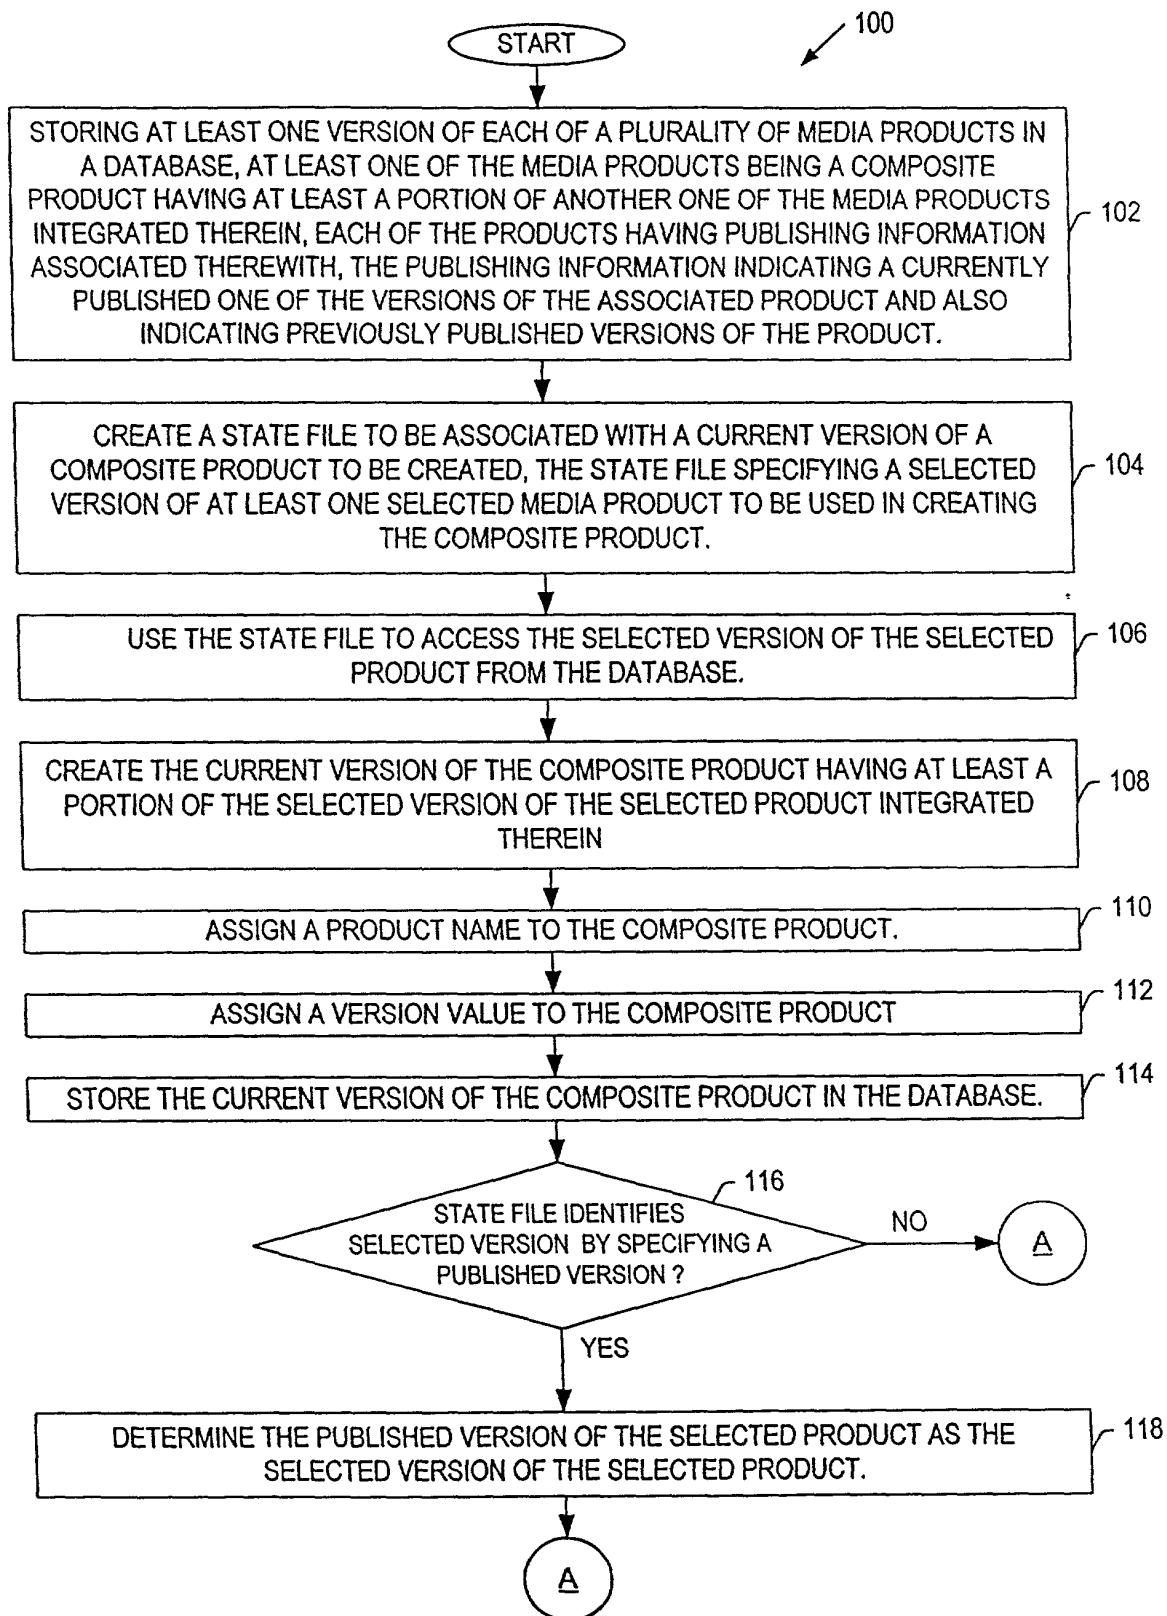 100
START
STORING AT LEAST ONE VERSION OF EACH OF A PLURALITY OF MEDIA PRODUCTS IN
A DATABASE, AT LEAST ONE OF THE MEDIA PRODUCTS BEING A COMPOSITE
PRODUCT HAVING AT LEAST A PORTION OF ANOTHER ONE OF THE MEDIA PRODUCTS
INTEGRATED THEREIN, EACH OF THE PRODUCTS HAVING PUBLISHING INFORMATION
ASSOCIATED THEREWITH, THE PUBLISHING INFORMATION INDICATING A CURRENTLY
PUBLISHED ONE OF THE VERSIONS OF THE ASSOCIATED PRODUCT AND ALSO
INDICATING PREVIOUSLY PUBLISHED VERSIONS OF THE PRODUCT.
102
CREATE A STATE FILE TO BE ASSOCIATED WITH A CURRENT VERSION OF A
COMPOSITE PRODUCT TO BE CREATED, THE STATE FILE SPECIFYING A SELECTED
VERSION OF AT LEAST ONE SELECTED MEDIA PRODUCT TO BE USED IN CREATING
THE COMPOSITE PRODUCT.
104
USE THE STATE FILE TO ACCESS THE SELECTED VERSION OF THE SELECTED
PRODUCT FROM THE DATABASE.
106
CREATE THE CURRENT VERSION OF THE COMPOSITE PRODUCT HAVING AT LEAST A
PORTION OF THE SELECTED VERSION OF THE SELECTED PRODUCT INTEGRATED
THEREIN
108
ASSIGN A PRODUCT NAME TO THE COMPOSITE PRODUCT.
110
ASSIGN A VERSION VALUE TO THE COMPOSITE PRODUCT
112
STORE THE CURRENT VERSION OF THE COMPOSITE PRODUCT IN THE DATABASE.
114
116
STATE FILE IDENTIFIES
SELECTED VERSION BY SPECIFYING A
PUBLISHED VERSION ?
NO
A
YES
DETERMINE THE PUBLISHED VERSION OF THE SELECTED PRODUCT AS THE
SELECTED VERSION OF THE SELECTED PRODUCT.
118
A